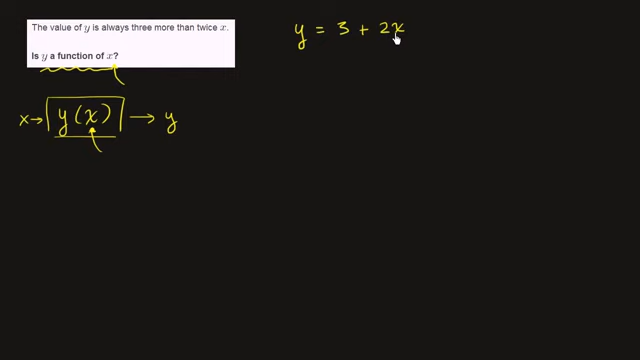 The value of y is always three more than twice x.
Is y a function of x?
y = 3 + 2x
x → y(x) → y